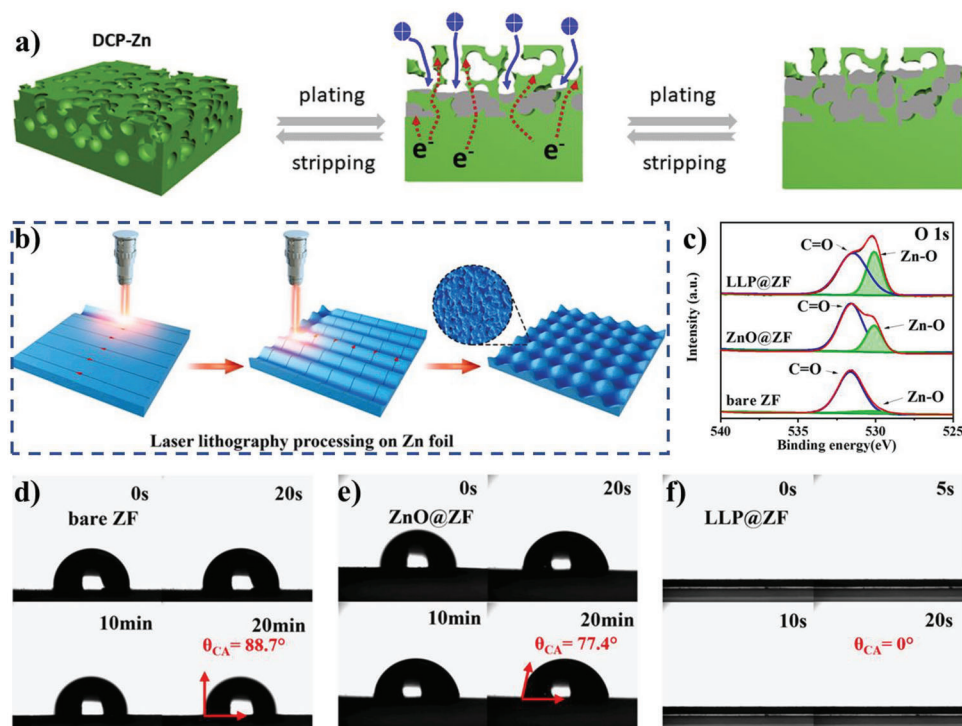 a)
DCP-Zn
plating
stripping
e-
e-
e-
plating
stripping
b)
Laser lithography processing on Zn foil
c)
O 1s
C=O
Zn-O
LLP@ZF
C=O
Zn-O
ZnO@ZF
C=O
Zn-O
bare ZF
Intensity (a.u.)
540 535 530 525
Binding energy(eV)
d)
0s
20s
bare ZF
10min
20min
θCA= 88.7°
e)
0s
20s
ZnO@ZF
10min
20min
θCA= 77.4°
f)
0s
5s
LLP@ZF
10s
20s
θCA= 0°